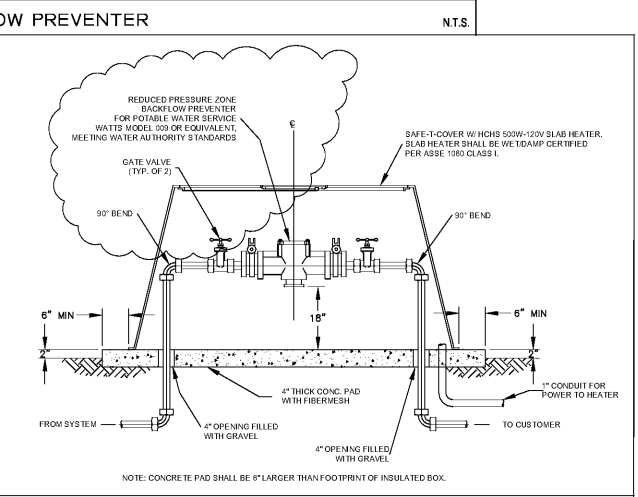 OW PREVENTER
N.T.S.
REDUCED PRESSURE ZONE
BACKFLOW PREVENTER
FOR POTABLE WATER SERVICE
WATTS MODEL 009 OR EQUIVALENT,
MEETING WATER AUTHORITY STANDARDS
℄
SAFE-T-COVER W/ HCHS 500W-120V SLAB HEATER.
SLAB HEATER SHALL BE WET/DAMP CERTIFIED
PER ASSE 1060 CLASS I.
GATE VALVE
(TYP. OF 2)
90° BEND
90° BEND
6" MIN
18"
6" MIN
2"
2"
4" THICK CONC. PAD
WITH FIBERMESH
1" CONDUIT FOR
POWER TO HEATER
FROM SYSTEM
4" OPENING FILLED
WITH GRAVEL
TO CUSTOMER
4" OPENING FILLED
WITH GRAVEL
NOTE: CONCRETE PAD SHALL BE 6" LARGER THAN FOOTPRINT OF INSULATED BOX.